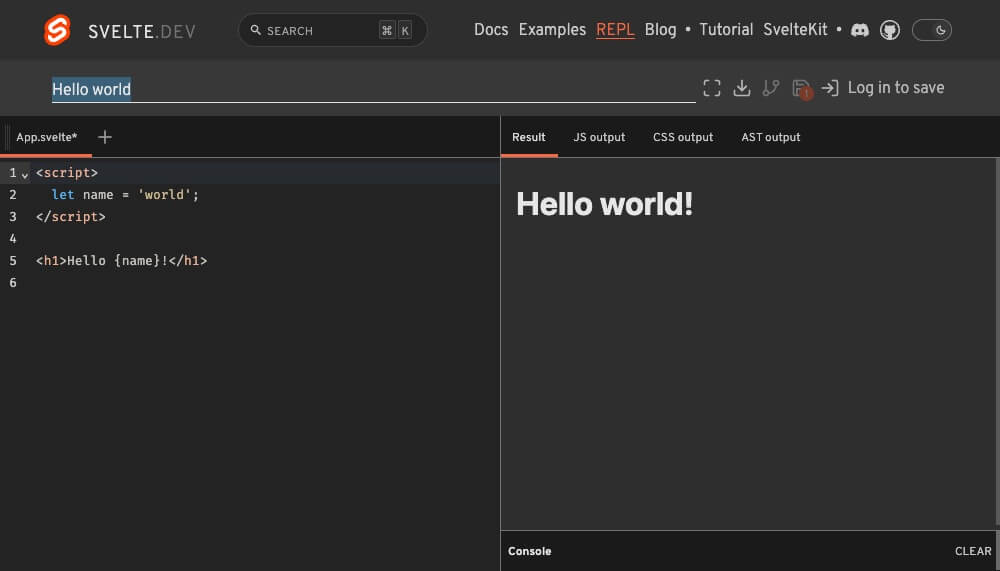 SVELTE.DEV
SEARCH ⌘ K
Docs Examples REPL Blog • Tutorial SvelteKit •
Hello world
! Log in to save
App.svelte* +
Result JS output CSS output AST output
1 <script>
2 let name = 'world';
3 </script>
4
5 <h1>Hello {name}!</h1>
6
Hello world!
Console CLEAR